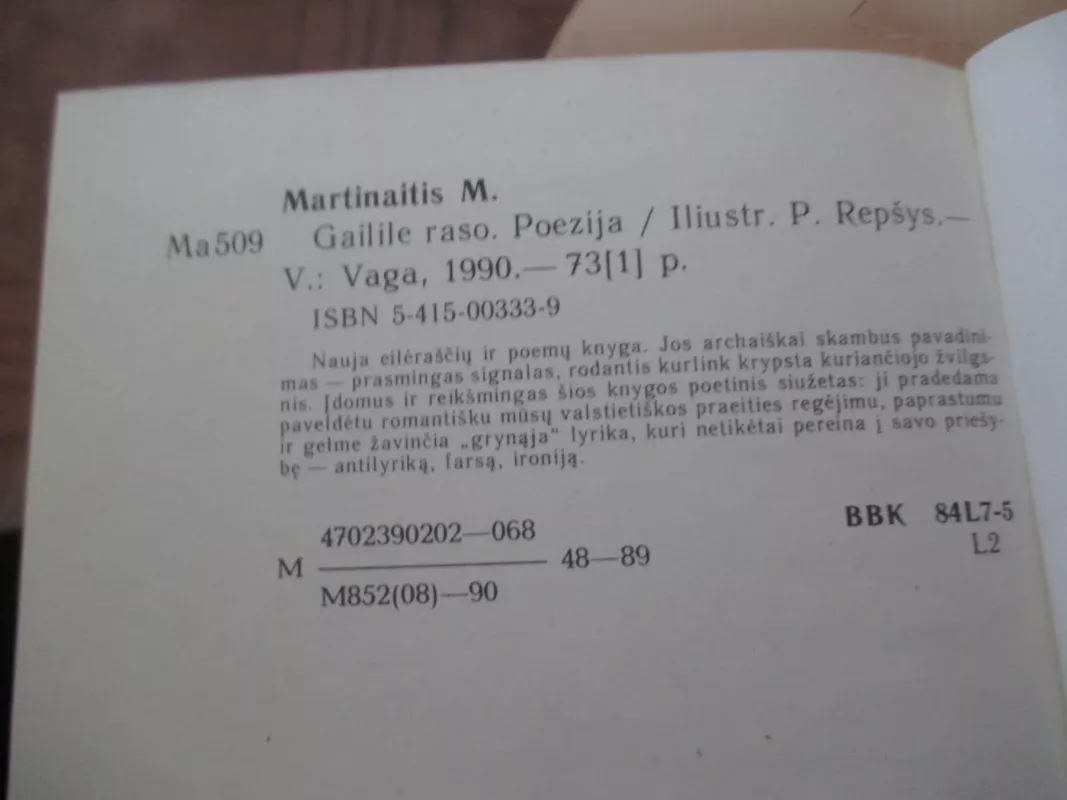 Martinaitis M.
Ma509 Gailile raso. Poezija / Iliustr. P. Repšys.—
V.: Vaga, 1990.— 73[1] p.
ISBN 5-415-00333-9
Nauja eilėraščių ir poemų knyga. Jos archaiškai skambus pavadini-
mas — prasmingas signalas, rodantis kurlink krypsta kuriančiojo žvilgs-
nis. Įdomus ir reikšmingas šios knygos poetinis siužetas: ji pradedama
paveldėtu romantišku mūsų valstietiškos praeities regėjimu, paprastumu
ir gelme žavinčia „grynąja“ lyrika, kuri netikėtai pereina į savo priešy-
bę — antilyriką, farsą, ironiją.
4702390202—068
M 48—89
M852(08)—90
BBK 84L7-5
L2